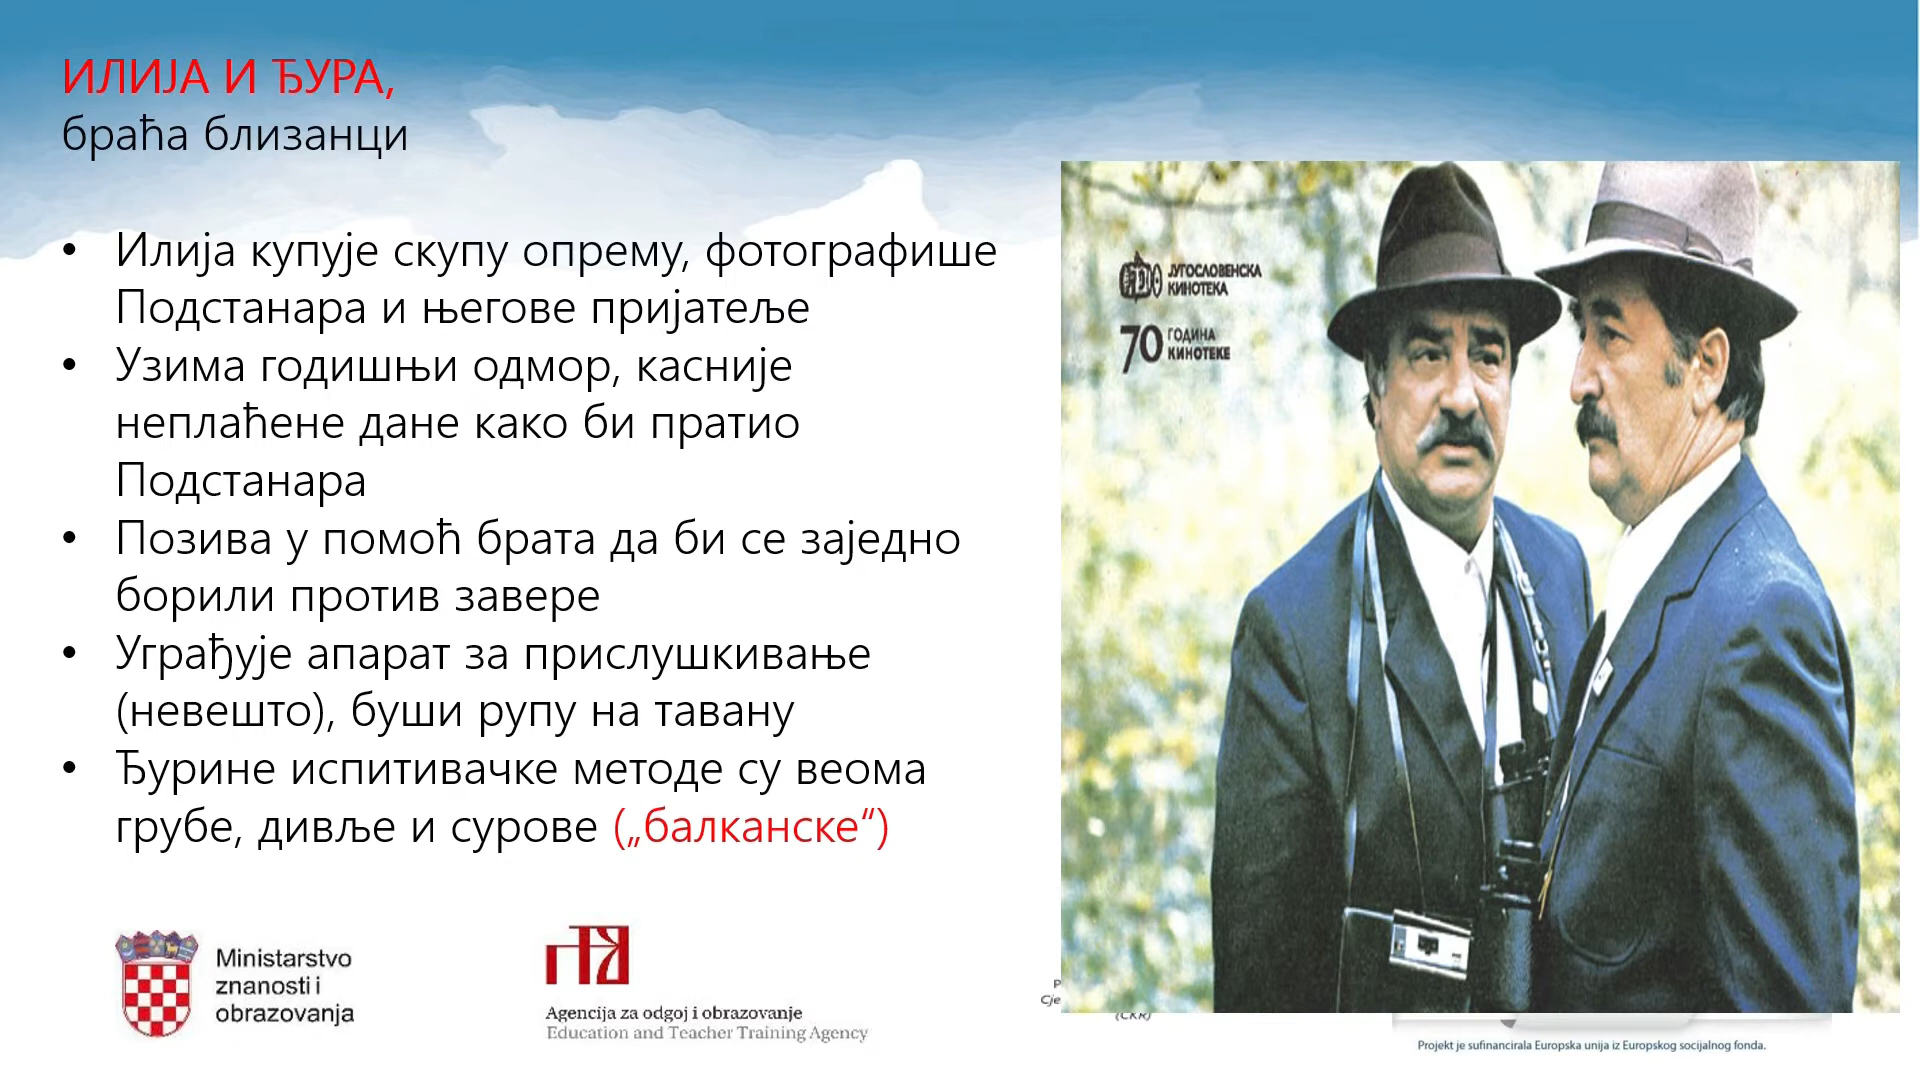 ИЛИЈА И ЂУРА,
браћа близанци
• Илија купује скупу опрему, фотографише
Подстанара и његове пријатеље
• Узима годишњи одмор, касније
неплаћене дане како би пратио
Подстанара
• Позива у помоћ брата да би се заједно
борили против завере
• Уграђује апарат за прислушкивање
(невешто), буши рупу на тавану
• Ђурине испитивачке методе су веома
грубе, дивље и сурове („балканске“)
ЈУГОСЛОВЕНСКА
КИНОТЕКА
70 ГОДИНА
КИНОТЕКЕ
Ministarstvo
znanosti i
obrazovanja
Agencija za odgoj i obrazovanje
Education and Teacher Training Agency
P
Cje
(CKR)
Projekt je sufinancirala Europska unija iz Europskog socijalnog fonda.